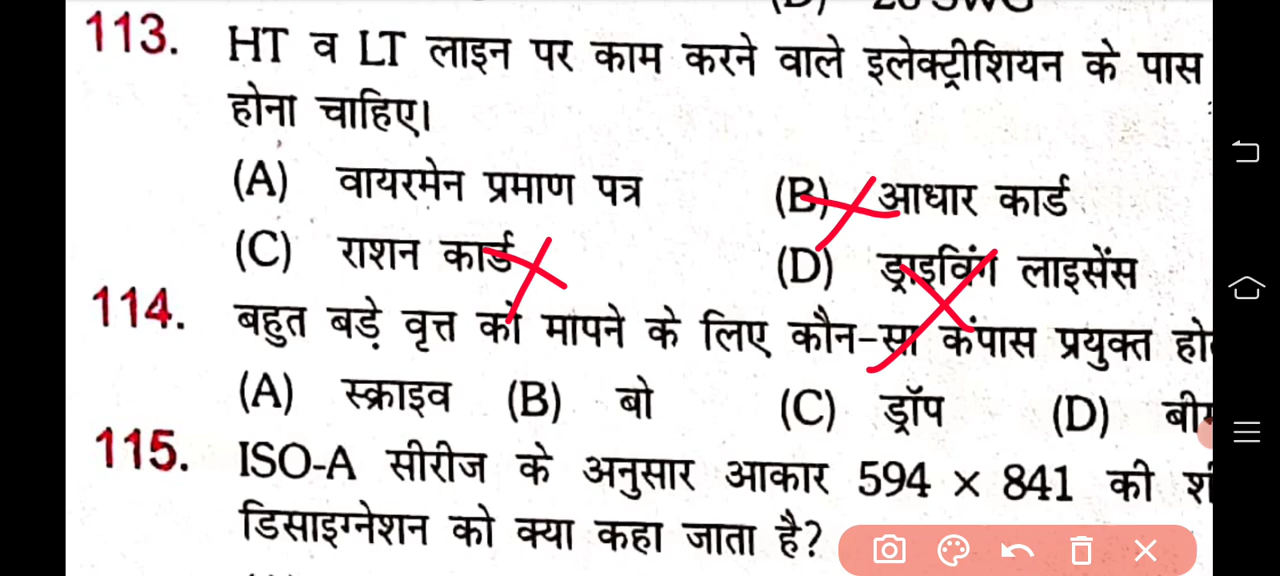 113. HT व LT लाइन पर काम करने वाले इलेक्ट्रीशियन के पास
होना चाहिए।
(A) वायरमेन प्रमाण पत्र (B) आधार कार्ड
(C) राशन कार्ड (D) ड्राइविंग लाइसेंस
114. बहुत बड़े वृत्त को मापने के लिए कौन-सा कंपास प्रयुक्त
(A) स्क्राइव (B) बो (C) ड्रॉप (D)
115. ISO-A सीरीज के अनुसार आकार 594 × 841 की
डिसाइग्नेशन को क्या कहा जाता है?